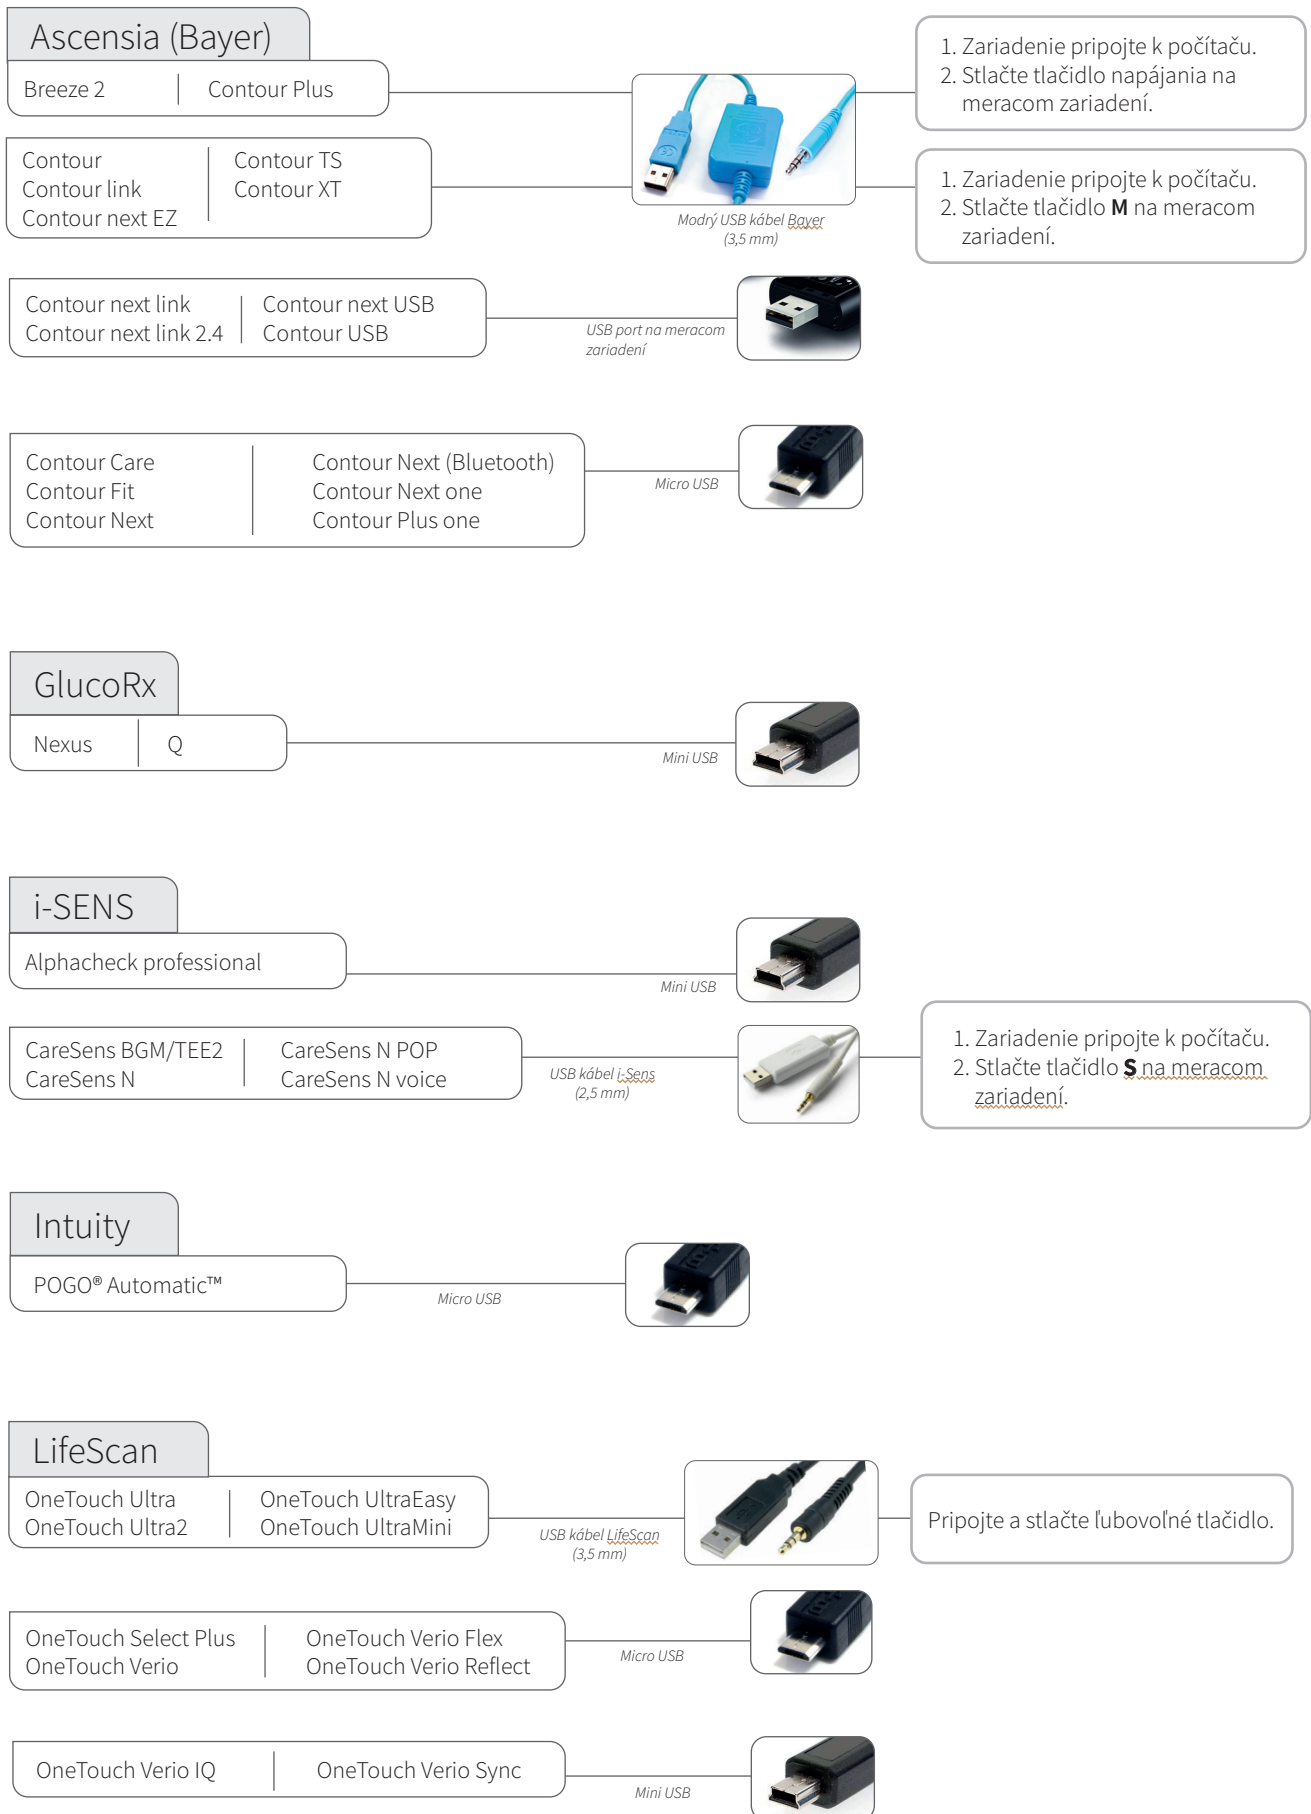 Ascensia (Bayer)
Breeze 2
Contour Plus
1. Zariadenie pripojte k počítaču.
2. Stlačte tlačidlo napájania na
meracom zariadení.
Contour
Contour link
Contour next EZ
Contour TS
Contour XT
Modrý USB kábel Bayer
(3,5 mm)
1. Zariadenie pripojte k počítaču.
2. Stlačte tlačidlo M na meracom
zariadení.
Contour next link
Contour next link 2.4
Contour next USB
Contour USB
USB port na meracom
zariadení
Contour Care
Contour Fit
Contour Next
Contour Next (Bluetooth)
Contour Next one
Contour Plus one
Micro USB
GlucoRx
Nexus
Q
Mini USB
i-SENS
Alphacheck professional
Mini USB
CareSens BGM/TEE2
CareSens N
CareSens N POP
CareSens N voice
USB kábel i-Sens
(2,5 mm)
1. Zariadenie pripojte k počítaču.
2. Stlačte tlačidlo S na meracom
zariadení.
Intuity
POGO® Automatic™
Micro USB
LifeScan
OneTouch Ultra
OneTouch Ultra2
OneTouch UltraEasy
OneTouch UltraMini
USB kábel LifeScan
(3,5 mm)
Pripojte a stlačte ľubovoľné tlačidlo.
OneTouch Select Plus
OneTouch Verio
OneTouch Verio Flex
OneTouch Verio Reflect
Micro USB
OneTouch Verio IQ
OneTouch Verio Sync
Mini USB